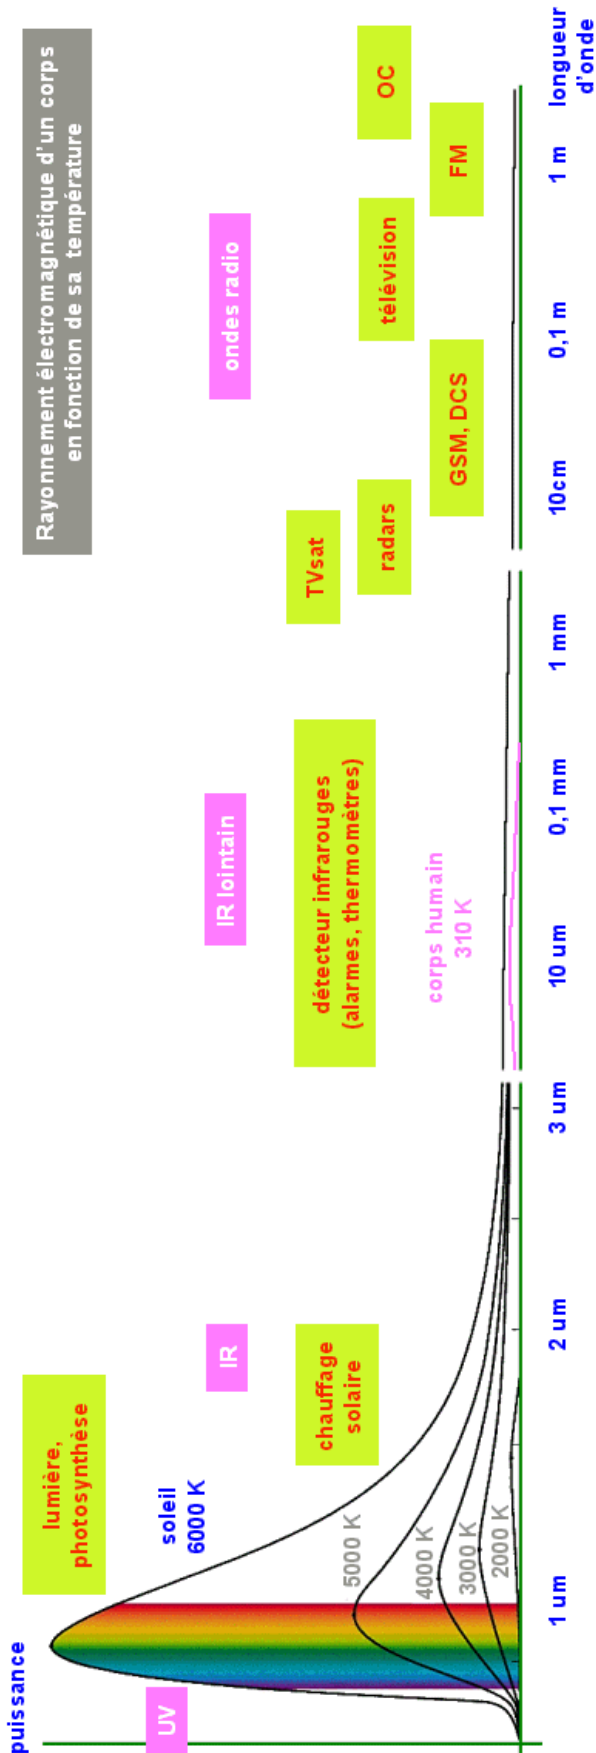 Rayonnement électromagnétique d'un corps
en fonction de sa température
puissance
lumière,
photosynthèse
soleil
6000 K
UV
IR
IR lointain
ondes radio
chauffage
solaire
détecteur infrarouges
(alarmes, thermomètres)
TVsat
radars
télévision
OC
GSM, DCS
FM
5000 K
4000 K
3000 K
2000 K
corps humain
310 K
1 um
2 um
3 um
10 um
0,1 mm
1 mm
10cm
0,1 m
1 m
longueur
d'onde